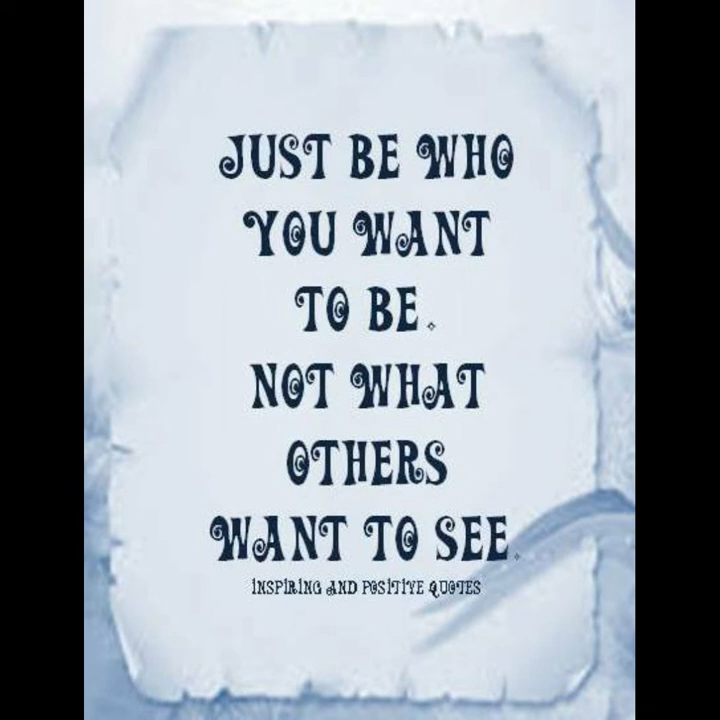 JUST BE WHO
YOU WANT
TO BE.
NOT WHAT
OTHERS
WANT TO SEE.
INSPIRING AND POSITIVE QUOTES